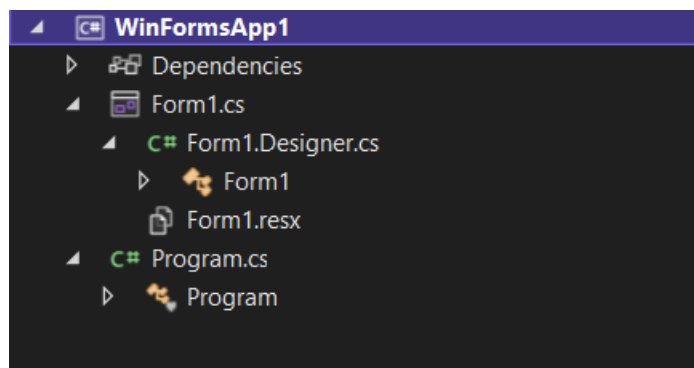 C# WinFormsApp1
Dependencies
Form1.cs
C# Form1.Designer.cs
Form1
Form1.resx
C# Program.cs
Program